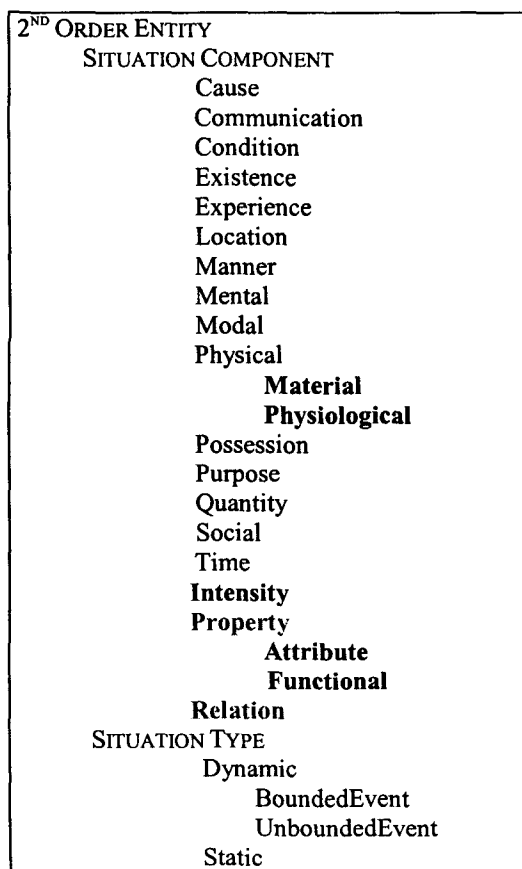 2ND ORDER ENTITY
SITUATION COMPONENT
Cause
Communication
Condition
Existence
Experience
Location
Manner
Mental
Modal
Physical
Material
Physiological
Possession
Purpose
Quantity
Social
Time
Intensity
Property
Attribute
Functional
Relation
SITUATION TYPE
Dynamic
BoundedEvent
UnboundedEvent
Static